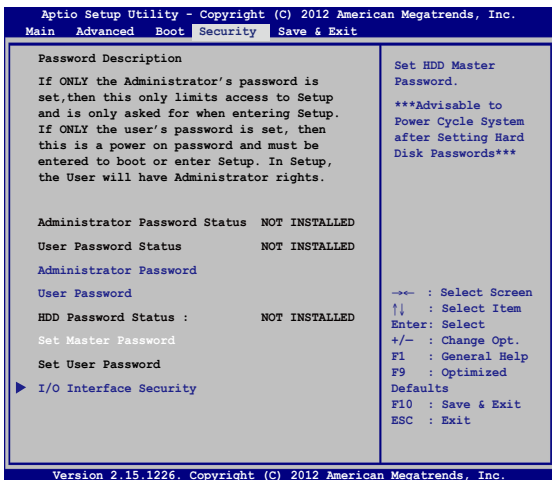 Aptio Setup Utility - Copyright (C) 2012 American Megatrends, Inc.
Main Advanced Boot Security Save & Exit
Password Description
If ONLY the Administrator's password is
set,then this only limits access to Setup
and is only asked for when entering Setup.
If ONLY the user's password is set, then
this is a power on password and must be
entered to boot or enter Setup. In Setup,
the User will have Administrator rights.
Administrator Password Status NOT INSTALLED
User Password Status NOT INSTALLED
Administrator Password
User Password
HDD Password Status : NOT INSTALLED
Set Master Password
Set User Password
I/O Interface Security
Set HDD Master
Password.
***Advisable to
Power Cycle System
after Setting Hard
Disk Passwords***
→← : Select Screen
↑↓ : Select Item
Enter: Select
+/— : Change Opt.
F1 : General Help
F9 : Optimized
Defaults
F10 : Save & Exit
ESC : Exit
Version 2.15.1226. Copyright (C) 2012 American Megatrends, Inc.